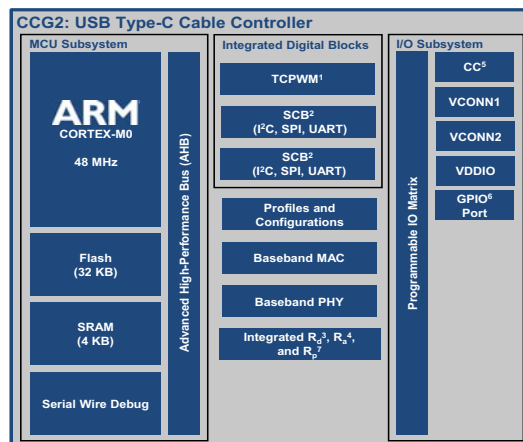 CCG2: USB Type-C Cable Controller
MCU Subsystem
ARM
CORTEX-M0
48 MHz
Flash
(32 KB)
SRAM
(4 KB)
Serial Wire Debug
Advanced High-Performance Bus (AHB)
Integrated Digital Blocks
TCPWM¹
SCB²
(I²C, SPI, UART)
SCB²
(I²C, SPI, UART)
Profiles and
Configurations
Baseband MAC
Baseband PHY
Integrated R_d³, R_a⁴,
and R_p⁷
I/O Subsystem
Programmable IO Matrix
CC⁵
VCONN1
VCONN2
VDDIO
GPIO⁶
Port